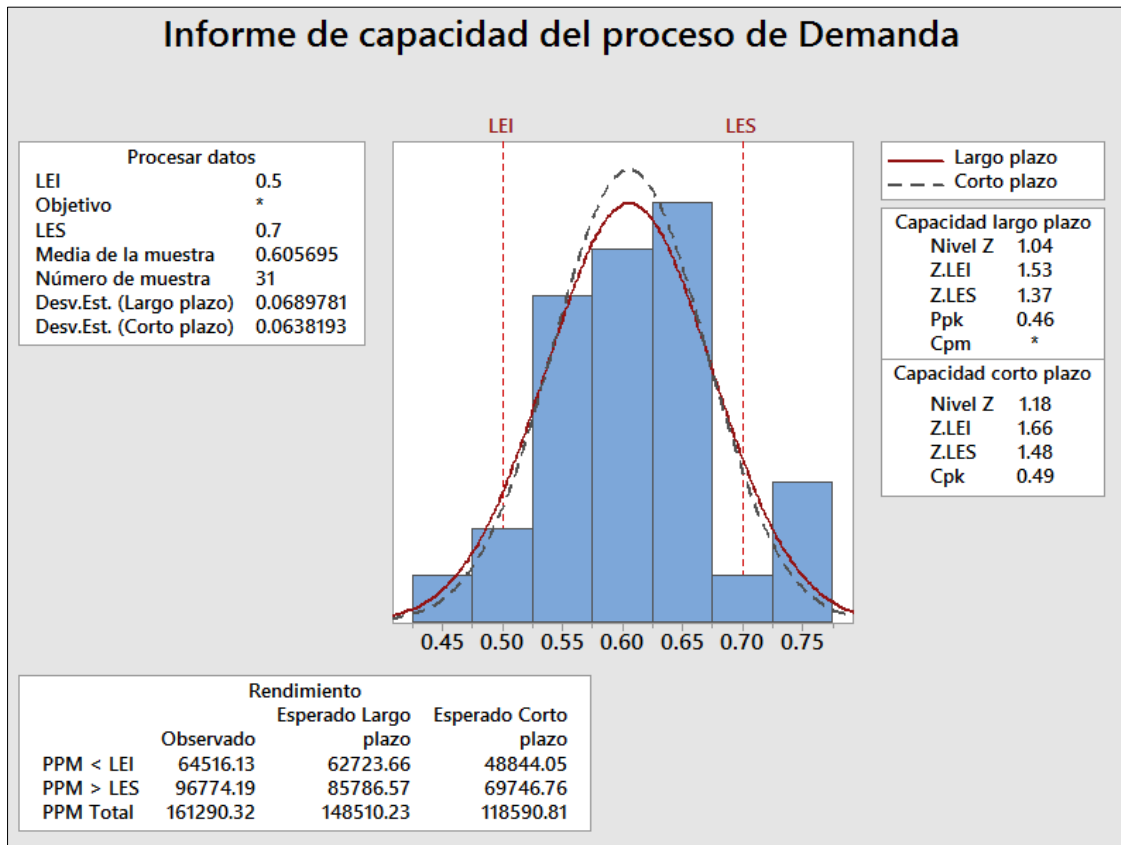 Informe de capacidad del proceso de Demanda
LEI LES
Procesar datos
LEI 0.5
Objetivo *
LES 0.7
Media de la muestra 0.605695
Número de muestra 31
Desv.Est. (Largo plazo) 0.0689781
Desv.Est. (Corto plazo) 0.0638193
Largo plazo
Corto plazo
Capacidad largo plazo
Nivel Z 1.04
Z.LEI 1.53
Z.LES 1.37
Ppk 0.46
Cpm *
Capacidad corto plazo
Nivel Z 1.18
Z.LEI 1.66
Z.LES 1.48
Cpk 0.49
0.45 0.50 0.55 0.60 0.65 0.70 0.75
Rendimiento
Esperado Largo Esperado Corto
Observado plazo plazo
PPM < LEI 64516.13 62723.66 48844.05
PPM > LES 96774.19 85786.57 69746.76
PPM Total 161290.32 148510.23 118590.81